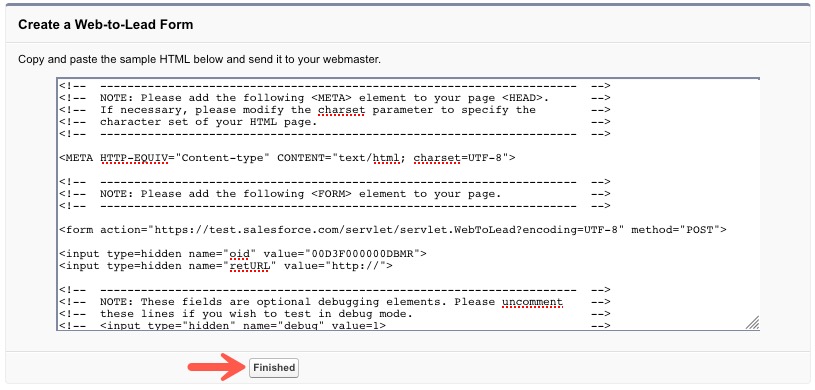 Create a Web-to-Lead Form
Copy and paste the sample HTML below and send it to your webmaster.
<!--  ----------------------------------------------------------------------  -->
<!--  NOTE: Please add the following <META> element to your page <HEAD>.      -->
<!--  If necessary, please modify the charset parameter to specify the        -->
<!--  character set of your HTML page.                                        -->
<!--  ----------------------------------------------------------------------  -->
<META HTTP-EQUIV="Content-type" CONTENT="text/html; charset=UTF-8">
<!--  ----------------------------------------------------------------------  -->
<!--  NOTE: Please add the following <FORM> element to your page.             -->
<!--  ----------------------------------------------------------------------  -->
<form action="https://test.salesforce.com/servlet/servlet.WebToLead?encoding=UTF-8" method="POST">
<input type=hidden name="oid" value="00D3F000000DBMR">
<input type=hidden name="retURL" value="http://">
<!--  ----------------------------------------------------------------------  -->
<!--  NOTE: These fields are optional debugging elements. Please uncomment    -->
<!--  these lines if you wish to test in debug mode.                          -->
<!--  <input type="hidden" name="debug" value=1>                              -->
Finished